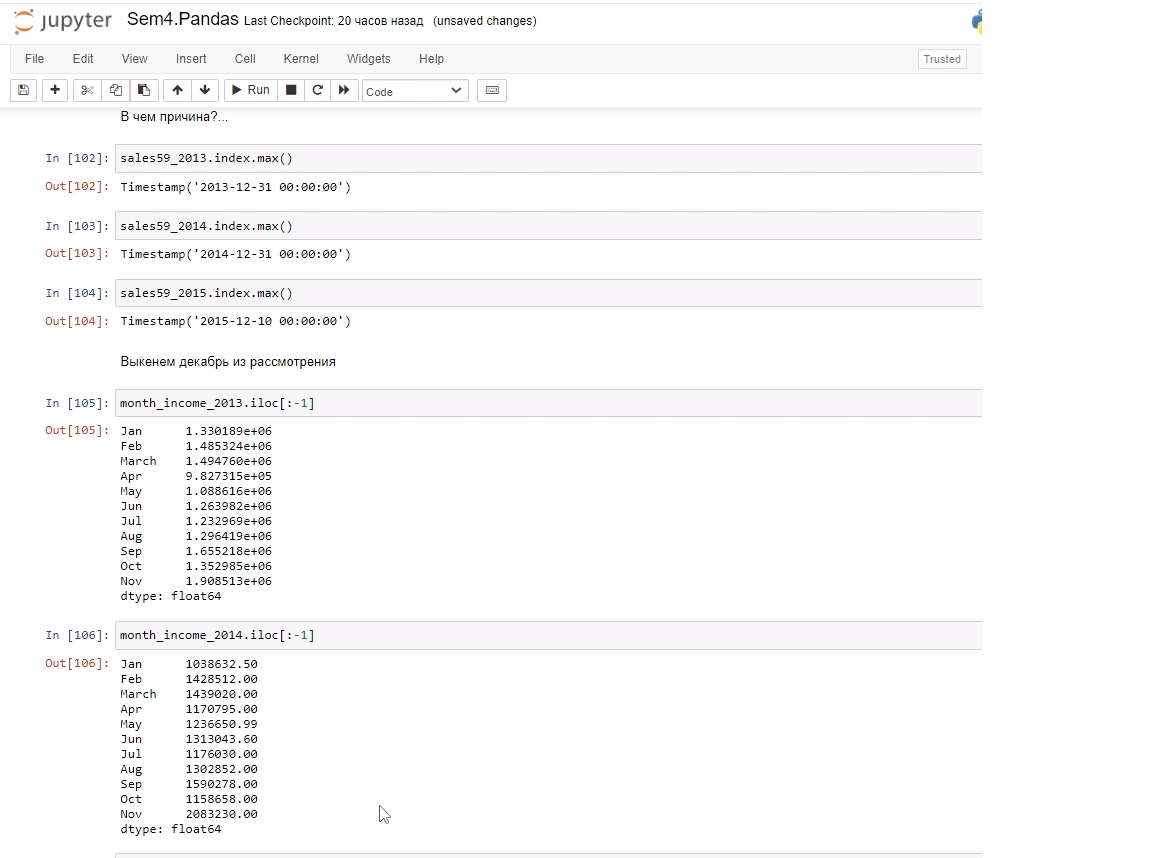 jupyter Sem4.Pandas Last Checkpoint: 20 часов назад (unsaved changes)
File Edit View Insert Cell Kernel Widgets Help Trusted
Run Code
В чем причина?...
In [102]: sales59_2013.index.max()
Out[102]: Timestamp('2013-12-31 00:00:00')
In [103]: sales59_2014.index.max()
Out[103]: Timestamp('2014-12-31 00:00:00')
In [104]: sales59_2015.index.max()
Out[104]: Timestamp('2015-12-10 00:00:00')
Выкенем декабрь из рассмотрения
In [105]: month_income_2013.iloc[:-1]
Out[105]: Jan 1.330189e+06
Feb 1.485324e+06
March 1.494760e+06
Apr 9.827315e+05
May 1.088616e+06
Jun 1.263982e+06
Jul 1.232969e+06
Aug 1.296419e+06
Sep 1.655218e+06
Oct 1.352985e+06
Nov 1.908513e+06
dtype: float64
In [106]: month_income_2014.iloc[:-1]
Out[106]: Jan 1038632.50
Feb 1428512.00
March 1439020.00
Apr 1170795.00
May 1236650.99
Jun 1313043.60
Jul 1176030.00
Aug 1302852.00
Sep 1590278.00
Oct 1158658.00
Nov 2083230.00
dtype: float64